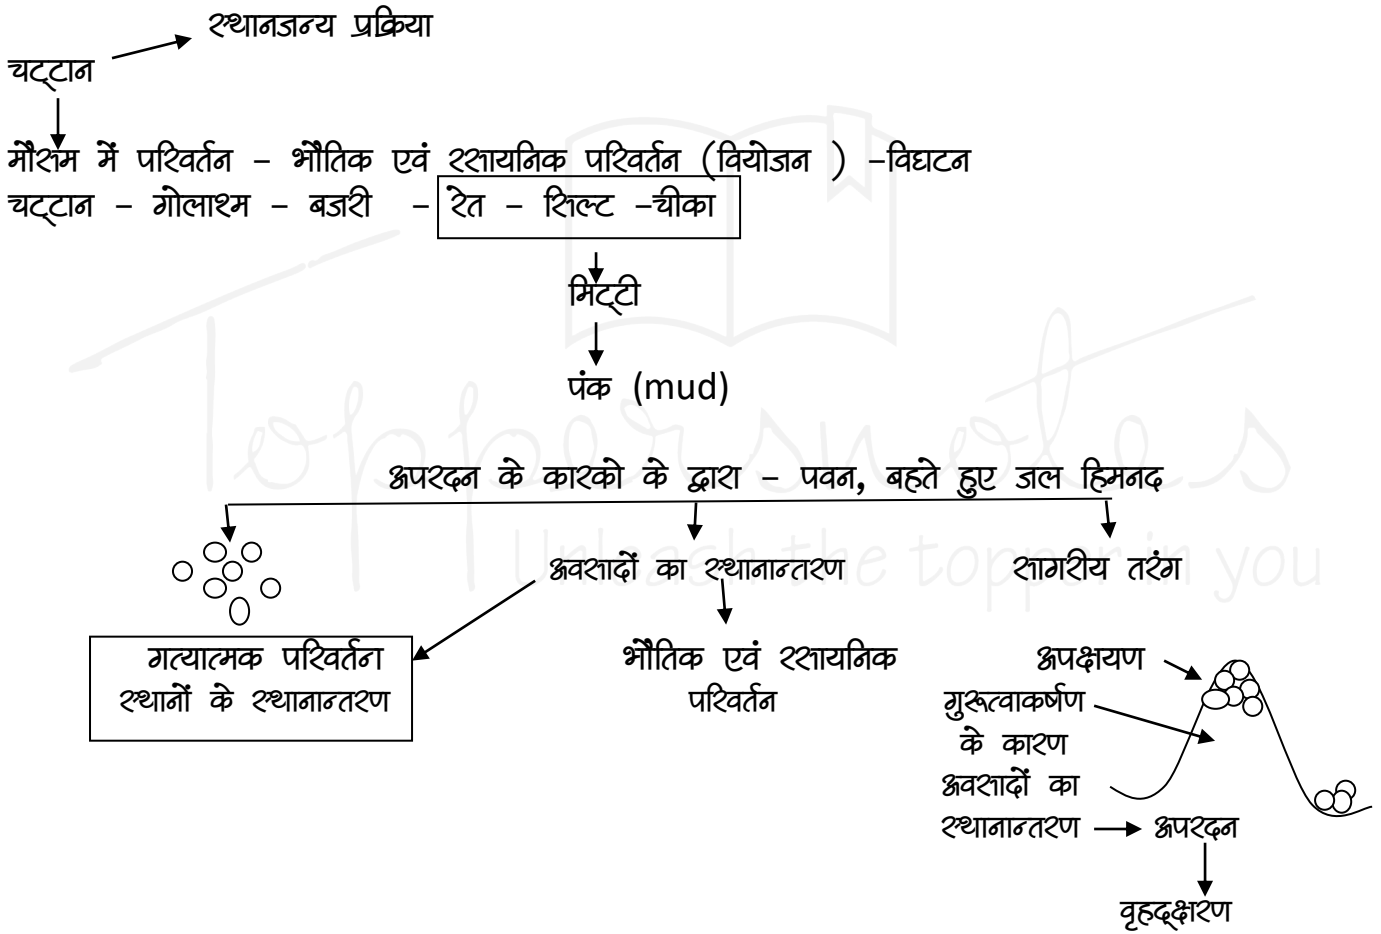 स्थानजन्य प्रक्रिया
चट्टान
मौसम में परिवर्तन – भौतिक एवं रसायनिक परिवर्तन (वियोजन ) –विघटन
चट्टान – गोलाश्म – बजरी – रेत – सिल्ट –चीका
मिट्टी
पंक (mud)
अपरदन के कारको के द्वारा – पवन, बहते हुए जल हिमनद
अवसादों का स्थानान्तरण
सागरीय तरंग
गत्यात्मक परिवर्तना
स्थानों के स्थानान्तरण
भौतिक एवं रसायनिक
परिवर्तन
अपक्षयण
गुरूत्वाकर्षण
के कारण
अवसादों का
स्थानान्तरण
अपरदन
वृहद्क्षरण
Toppersnotes
Unleash the topper in you